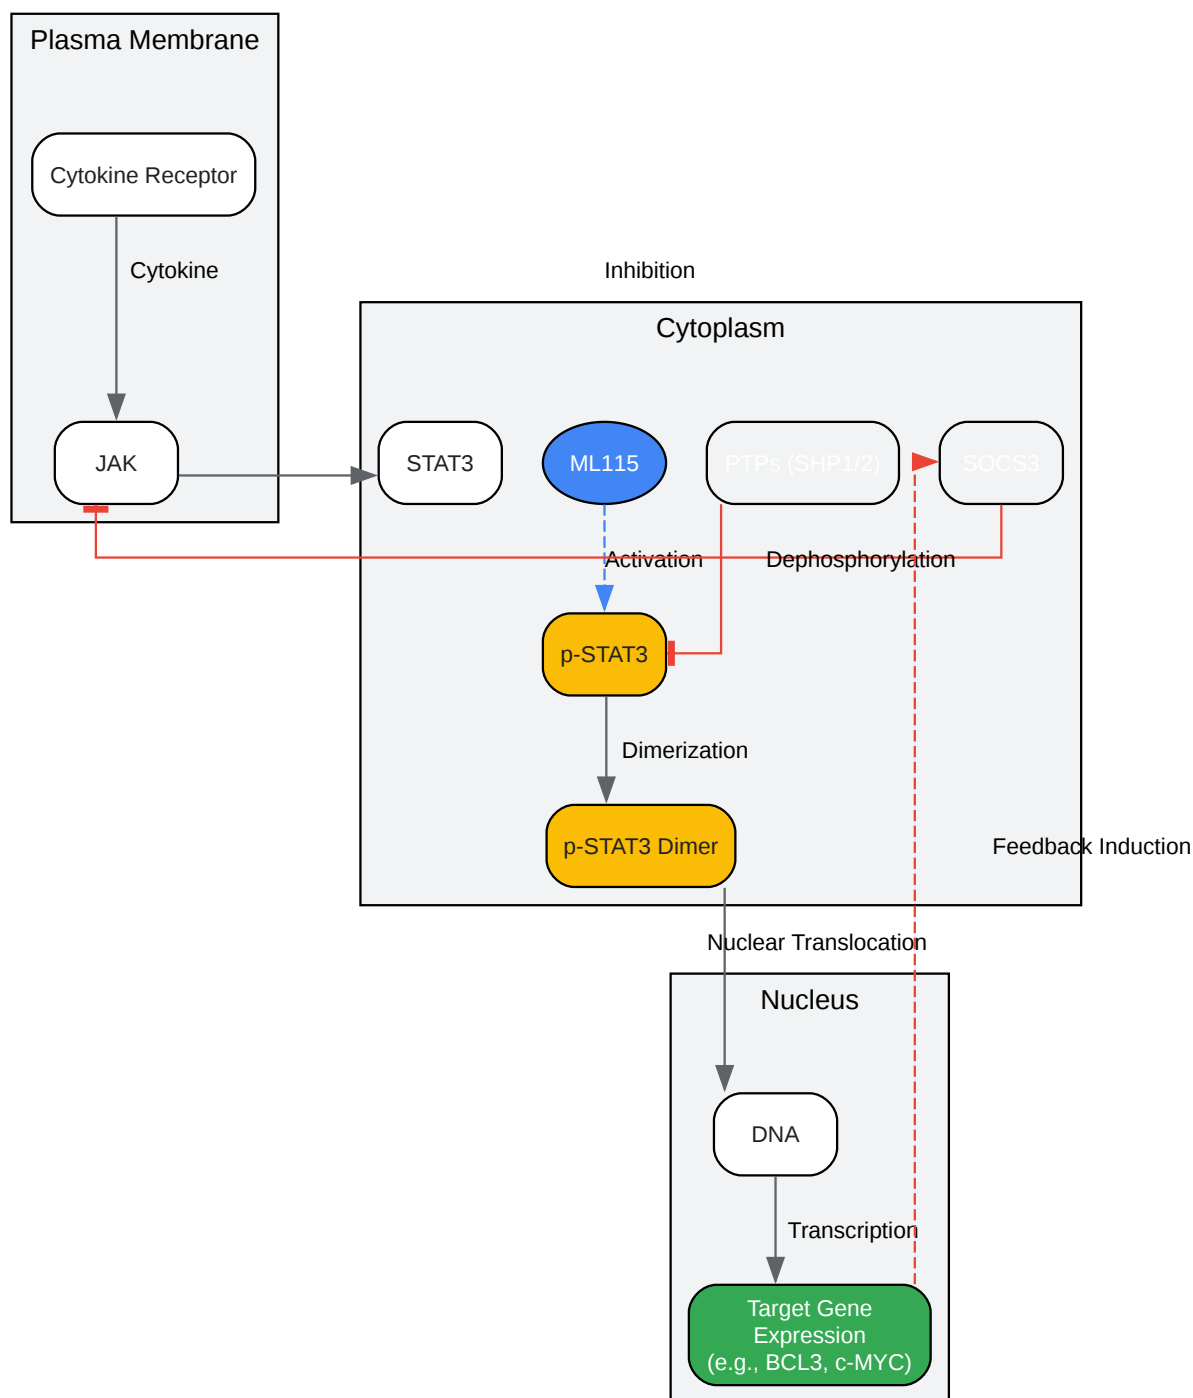 Plasma Membrane
Cytokine Receptor
Cytokine
Inhibition
Cytoplasm
JAK
STAT3
ML115
PTPs (SHP1/2)
SOCS3
Activation
Dephosphorylation
p-STAT3
Dimerization
p-STAT3 Dimer
Feedback Induction
Nuclear Translocation
Nucleus
DNA
Transcription
Target Gene
Expression
(e.g., BCL3, c-MYC)